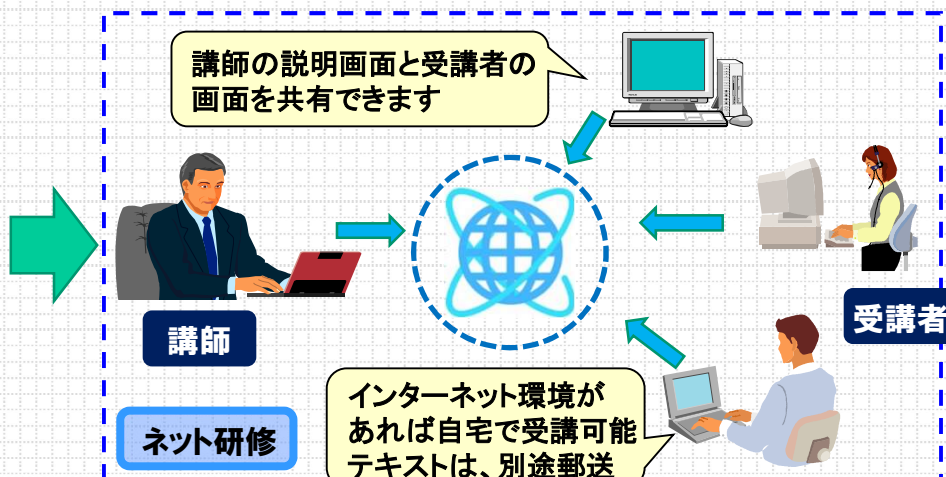 講師の説明画面と受講者の
画面を共有できます
講師
受講者
ネット研修
インターネット環境が
あれば自宅で受講可能
テキストは、別途郵送